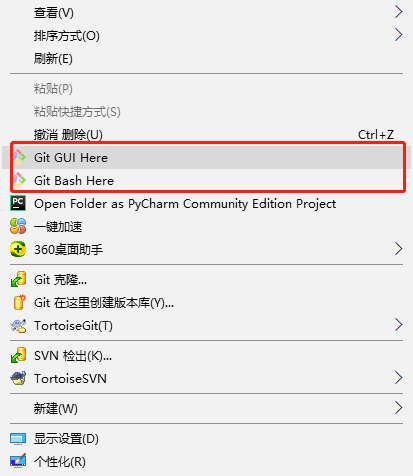 查看(V)
排序方式(O)
刷新(E)
粘贴(P)
粘贴快捷方式(S)
撤消 删除(U) Ctrl+Z
Git GUI Here
Git Bash Here
PC Open Folder as PyCharm Community Edition Project
一键加速
360桌面助手
Git 克隆...
Git 在这里创建版本库(Y)...
TortoiseGit(T)
SVN 检出(K)...
TortoiseSVN
新建(W)
显示设置(D)
个性化(R)